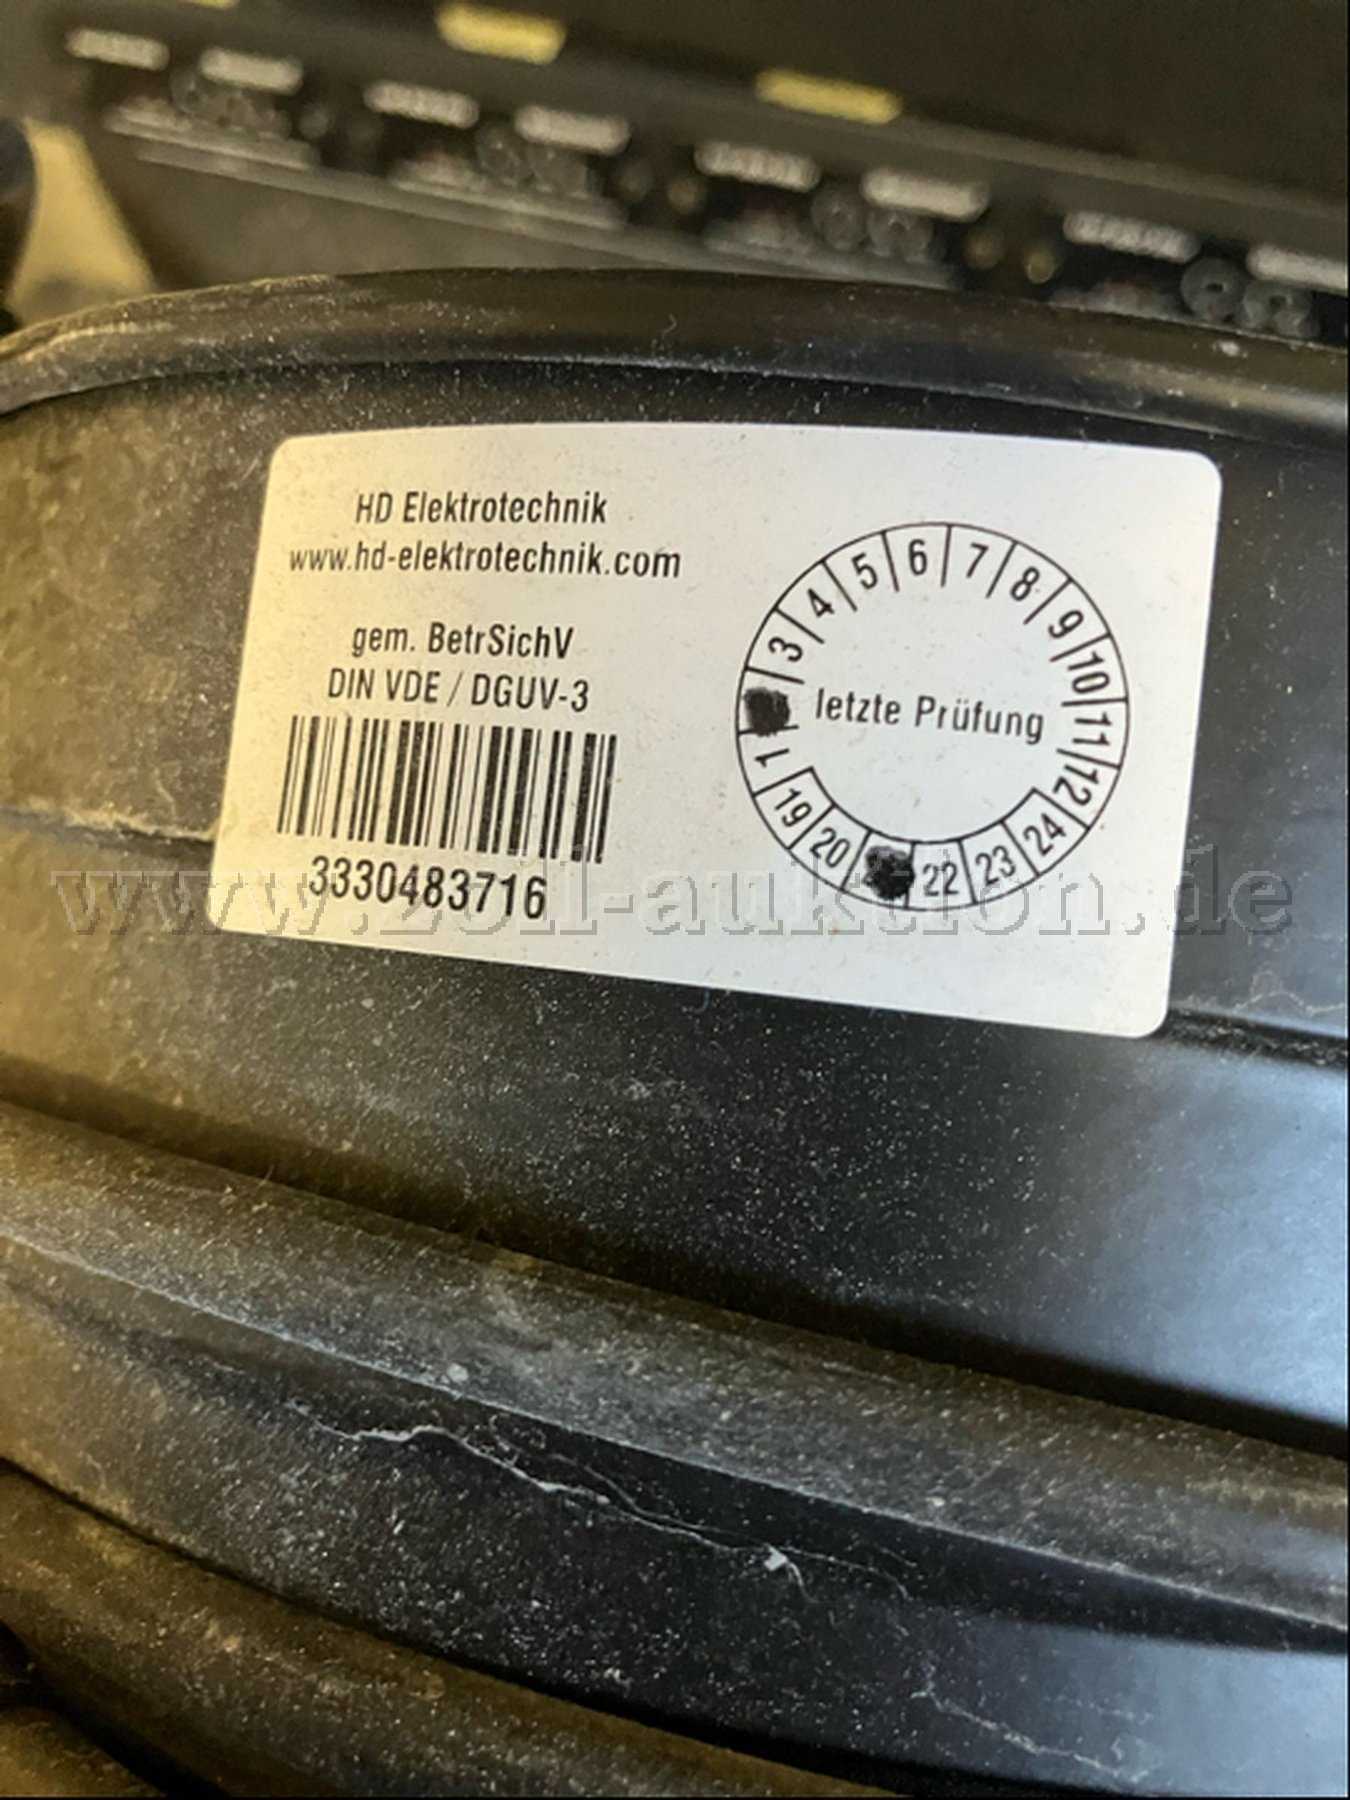 HD Elektrotechnik
www.hd-elektrotechnik.com
gem. BetrSichV
DIN VDE / DGUV-3
3330483716
1 3 4 5 6 7 8 9 10 11 12
letzte Prüfung
19 20 22 23 24
www.zoll-auktion.de